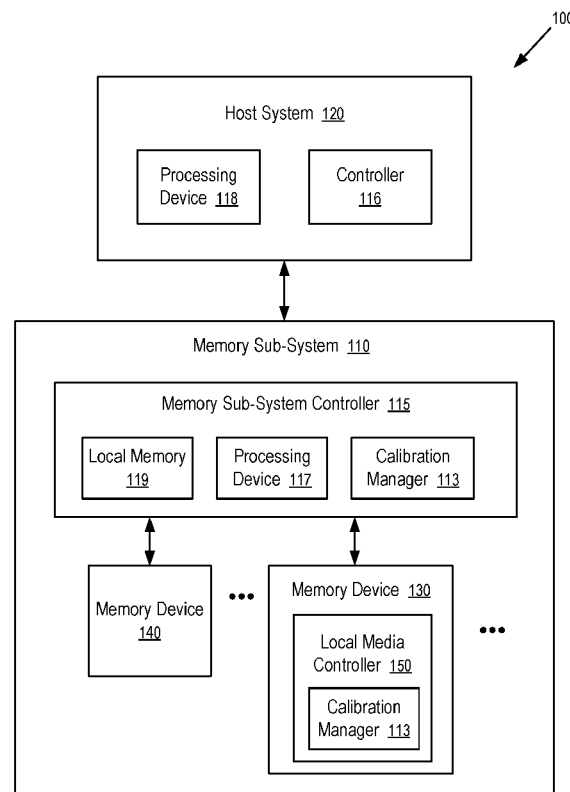 100
Host System 120
Processing
Device 118
Controller
116
Memory Sub-System 110
Memory Sub-System Controller 115
Local Memory
119
Processing
Device 117
Calibration
Manager 113
Memory Device
140
•••
Memory Device 130
Local Media
Controller 150
Calibration
Manager 113
•••